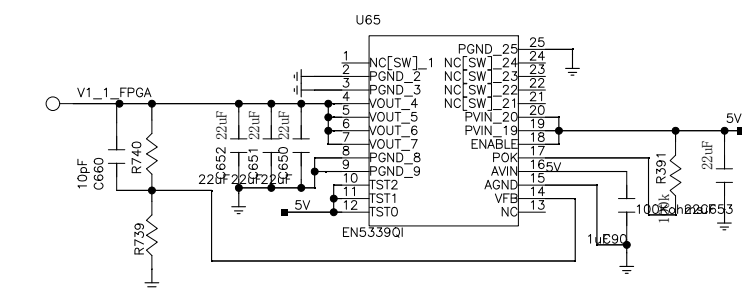 U65
1 NC[SW]_1
2 PGND_2
3 PGND_3
4 VOUT_4
5 VOUT_5
6 VOUT_6
7 VOUT_7
8 PGND_8
9 PGND_9
10 TST2
11 TST1
12 TST0
PGND_25 25
NC[SW]_24 24
NC[SW]_23 23
NC[SW]_22 22
NC[SW]_21 21
PVIN_20 20
PVIN_19 19
ENABLE 18
POK 17
AVIN 16
AGND 15
VFB 14
NC 13
EN5339QI
V1_1_FPGA
10pF
C660
R740
R739
C652
22uF
C651
22uF
C650
22uF
22uF
22uF
22uF
5V
5V
5V
R391
22uF
100Kohms
C653
1uF
C90